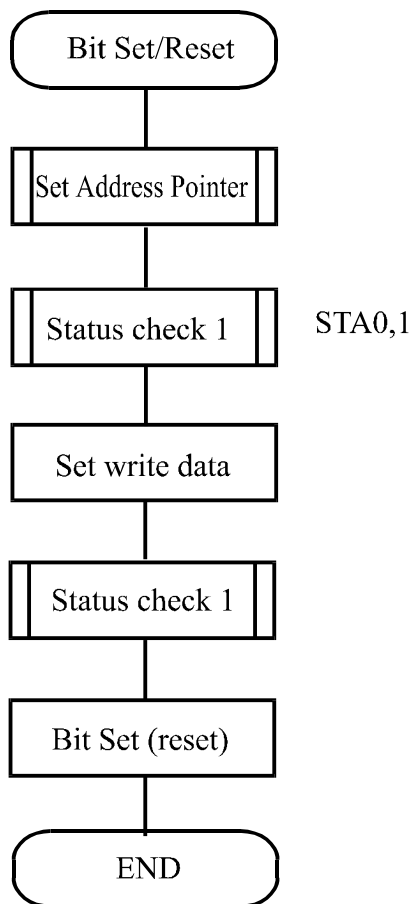 Bit Set/Reset
Set Address Pointer
Status check 1
STA0,1
Set write data
Status check 1
Bit Set (reset)
END